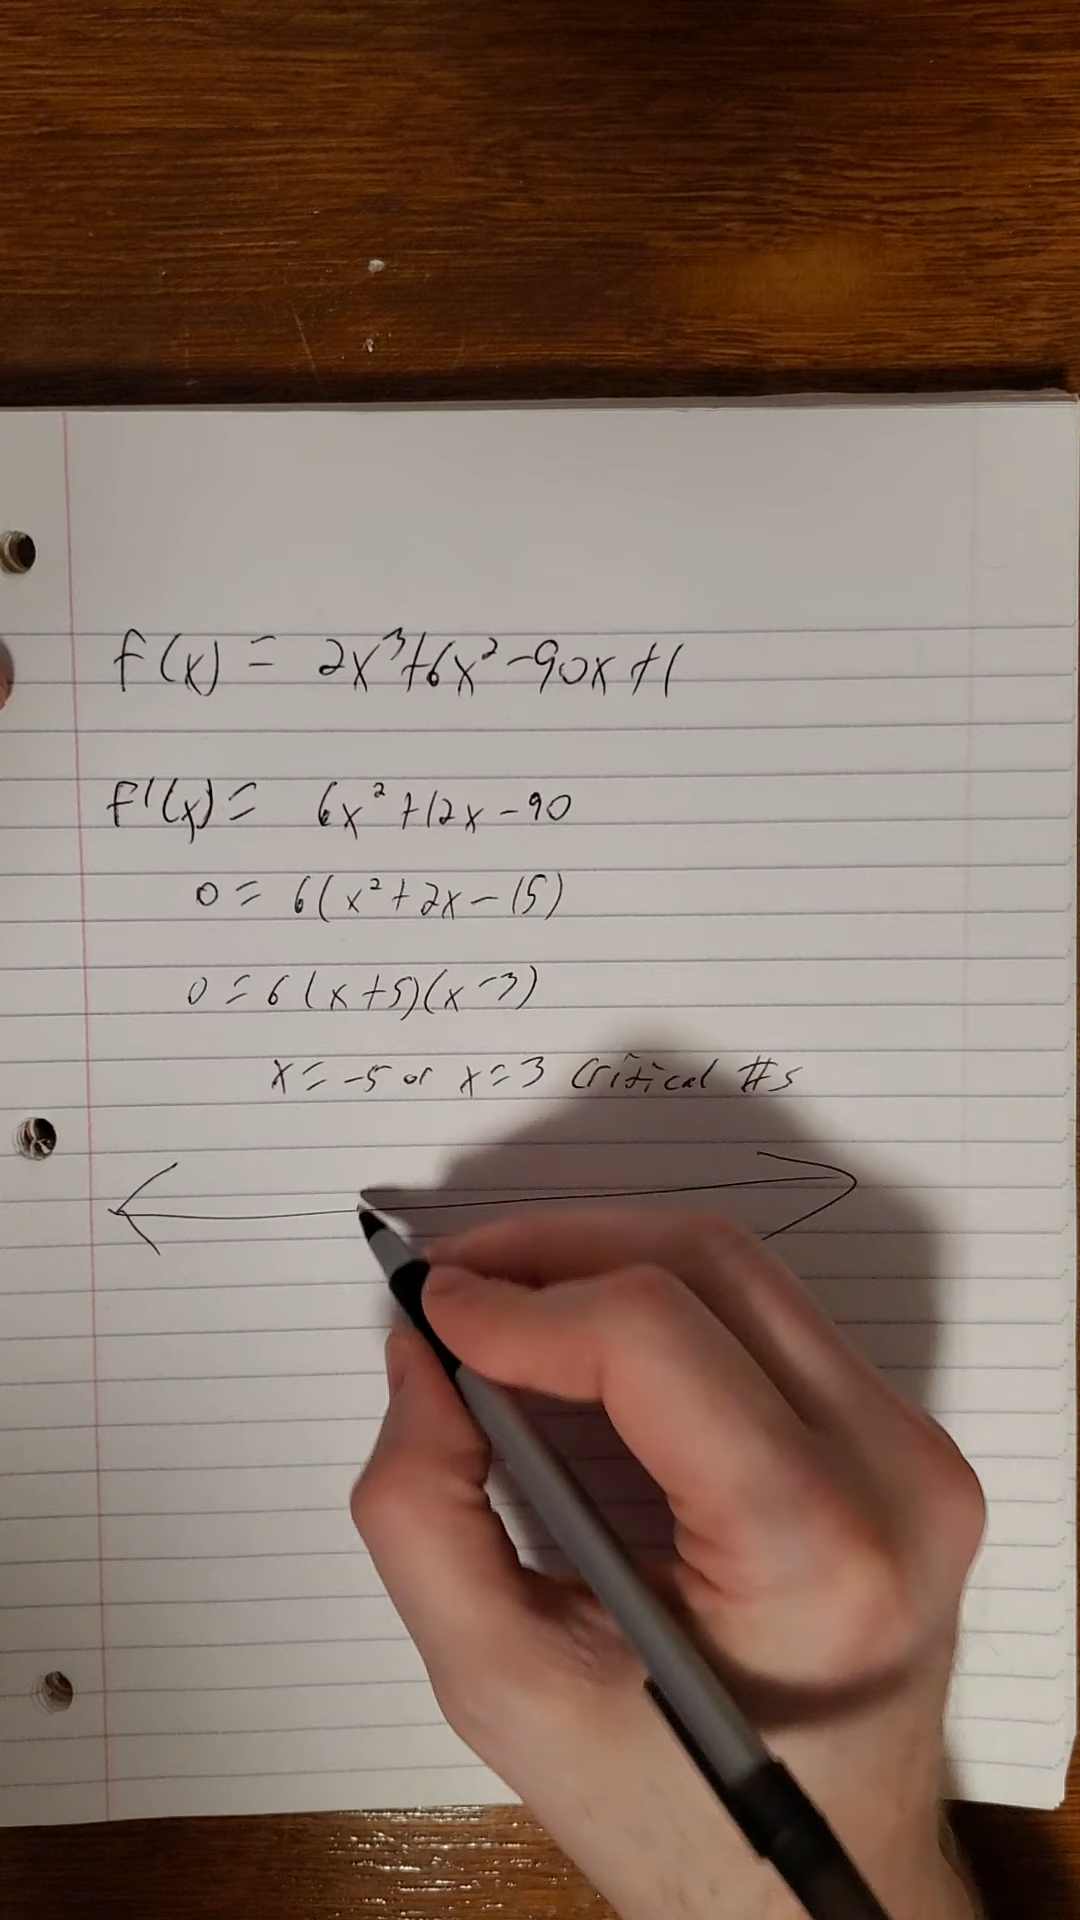 f(x) = 2x³+6x²-90x+1
f'(x) = 6x²+12x-90
0 = 6(x²+2x-15)
0 = 6(x+5)(x-3)
x = -5 or x = 3 Critical #s